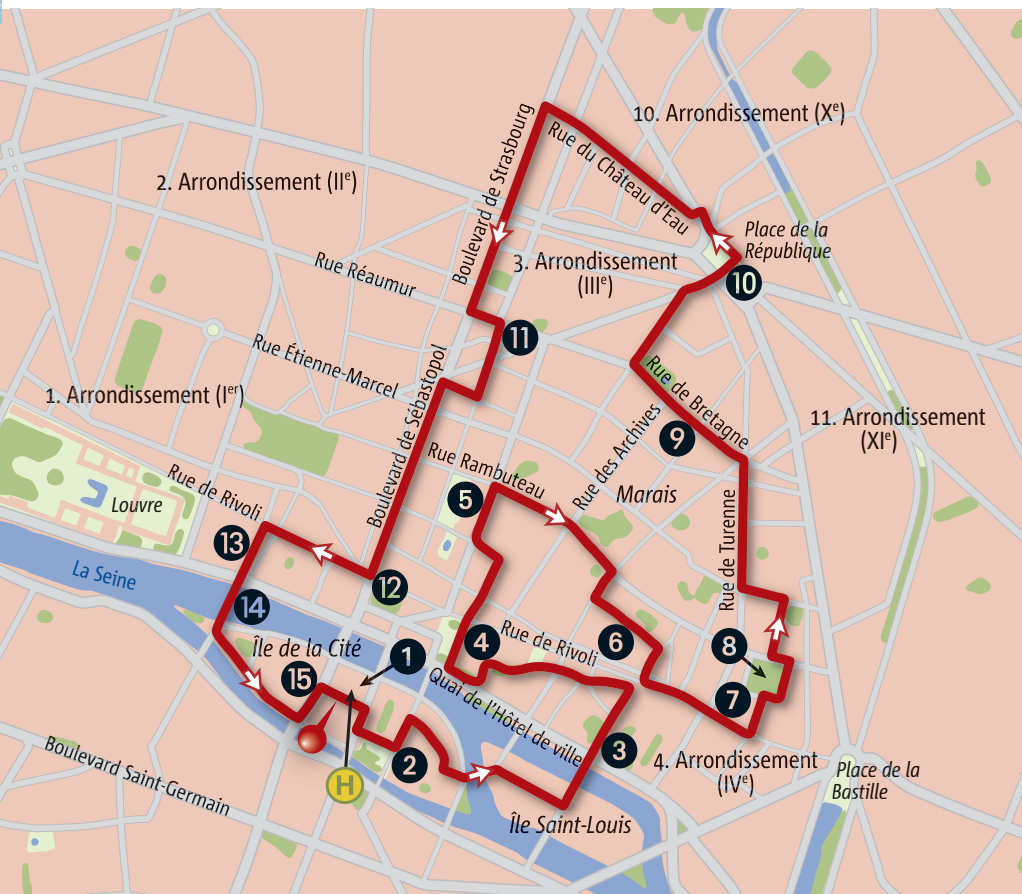 10. Arrondissement (Xe)
Boulevard de Strasbourg
Rue du Château d'Eau
2. Arrondissement (IIe)
Place de la
République
3. Arrondissement
(IIIe)
Rue Réaumur
10
11
Rue Étienne-Marcel
1. Arrondissement (Ier)
Boulevard de Sébastopol
Rue de Bretagne
9
11. Arrondissement
(XIe)
Rue des Archives
Rue Rambuteau
5
Marais
Rue de Rivoli
Louvre
Rue de Turenne
13
La Seine
12
14
Île de la Cité
1
15
4
Rue de Rivoli
6
8
7
Quai de l'Hôtel de ville
3
2
H
4. Arrondissement
(IVe)
Place de la
Bastille
Boulevard Saint-Germain
Île Saint-Louis